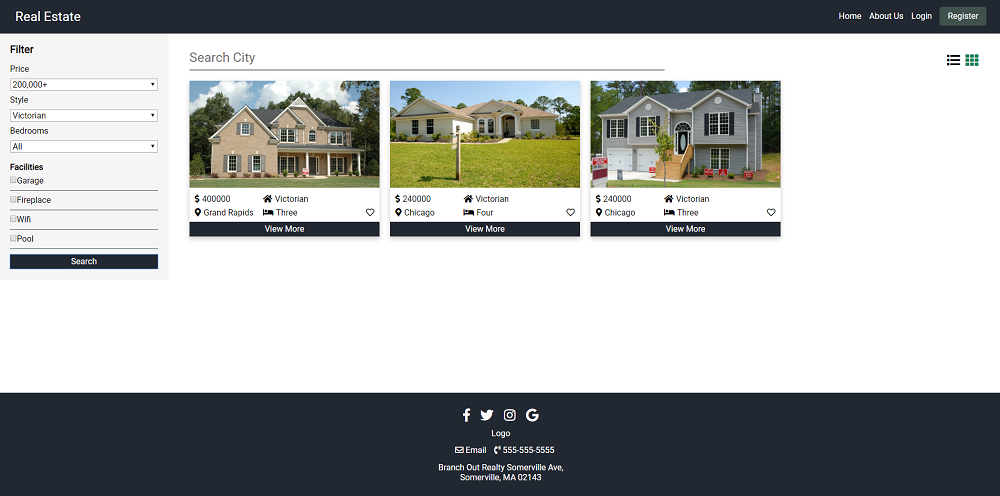 Real Estate
Home About Us Login Register
Filter
Price
200,000+
Style
Victorian
Bedrooms
All
Facilities
Garage
Fireplace
Wifi
Pool
Search
Search City
$ 400000 Victorian
Grand Rapids Three
View More
$ 240000 Victorian
Chicago Four
View More
$ 240000 Victorian
Chicago Three
View More
Logo
Email 555-555-5555
Branch Out Realty Somerville Ave,
Somerville, MA 02143